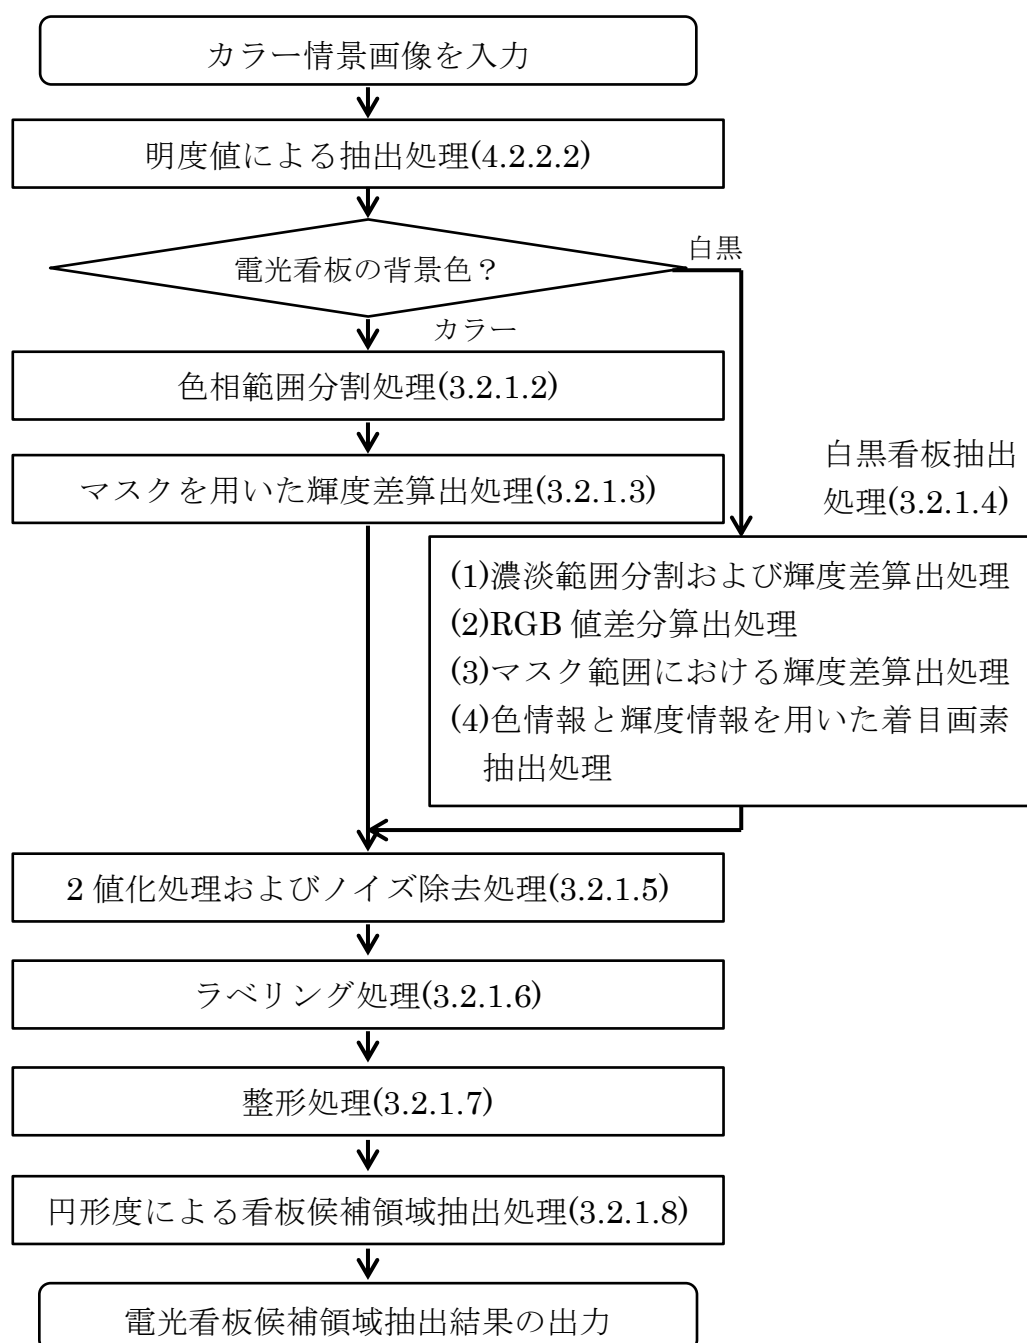 カラー情景画像を入力
明度値による抽出処理(4.2.2.2)
電光看板の背景色？
白黒
カラー
色相範囲分割処理(3.2.1.2)
マスクを用いた輝度差算出処理(3.2.1.3)
白黒看板抽出
処理(3.2.1.4)
(1)濃淡範囲分割および輝度差算出処理
(2)RGB 値差分算出処理
(3)マスク範囲における輝度差算出処理
(4)色情報と輝度情報を用いた着目画素
抽出処理
2 値化処理およびノイズ除去処理(3.2.1.5)
ラベリング処理(3.2.1.6)
整形処理(3.2.1.7)
円形度による看板候補領域抽出処理(3.2.1.8)
電光看板候補領域抽出結果の出力